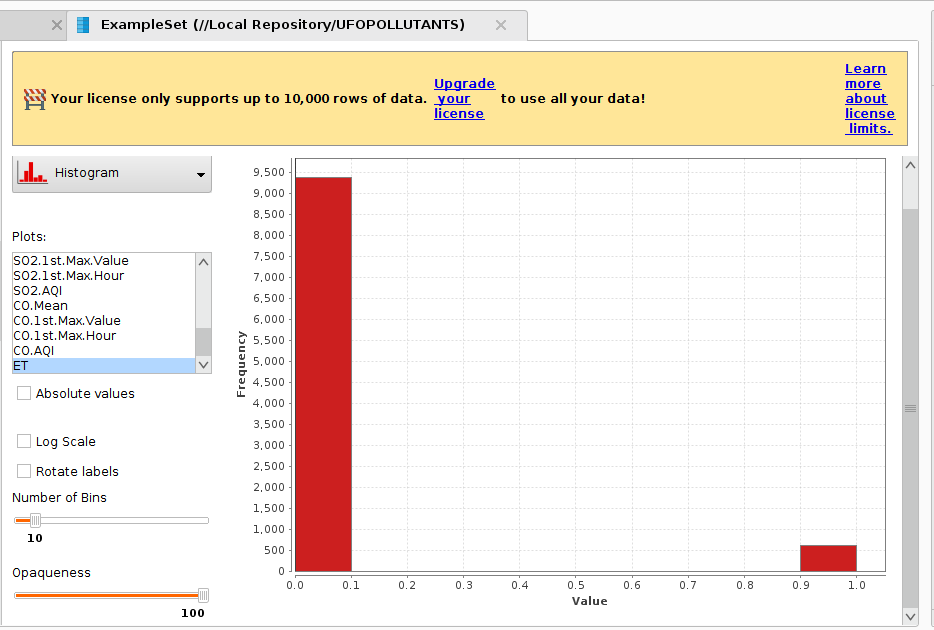 ExampleSet (//Local Repository/UFOPOLLUTANTS)
Your license only supports up to 10,000 rows of data. Upgrade your license to use all your data!
Learn more about license limits.
Histogram
Plots:
SO2.1st.Max.Value
SO2.1st.Max.Hour
SO2.AQI
CO.Mean
CO.1st.Max.Value
CO.1st.Max.Hour
CO.AQI
ET
Absolute values
Log Scale
Rotate labels
Number of Bins
10
Opaqueness
100
Frequency
9,500
9,000
8,500
8,000
7,500
7,000
6,500
6,000
5,500
5,000
4,500
4,000
3,500
3,000
2,500
2,000
1,500
1,000
500
0
0.0 0.1 0.2 0.3 0.4 0.5 0.6 0.7 0.8 0.9 1.0
Value